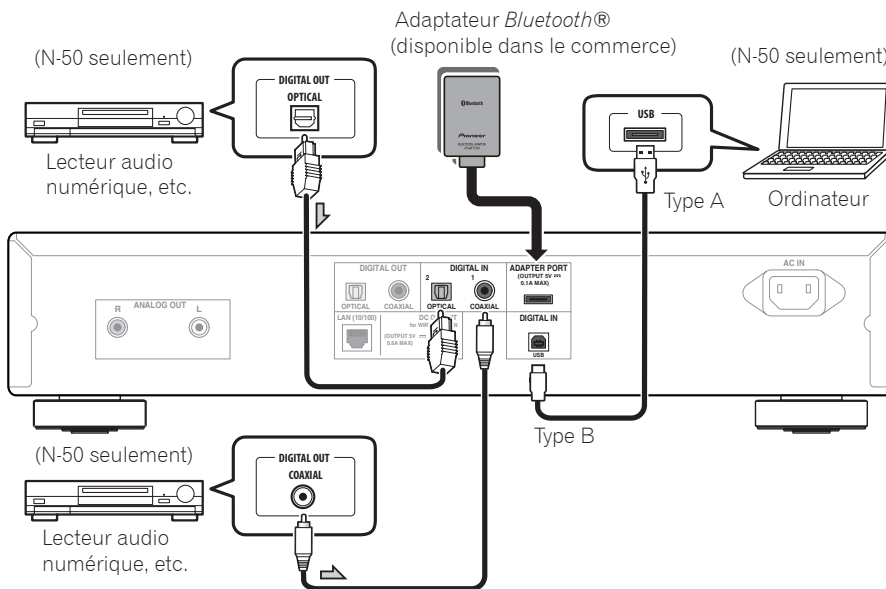 Adaptateur Bluetooth®
(disponible dans le commerce)
(N-50 seulement)
DIGITAL OUT
OPTICAL
Lecteur audio
numérique, etc.
Bluetooth
Pioneer
(N-50 seulement)
USB
Type A
Ordinateur
ANALOG OUT
R
L
DIGITAL OUT
OPTICAL
COAXIAL
DIGITAL IN
2
1
OPTICAL
COAXIAL
ADAPTER PORT
(OUTPUT 5V
0.1A MAX)
AC IN
LAN (10/100)
(OUTPUT 5V
0.6A MAX)
DIGITAL IN
USB
Type B
(N-50 seulement)
DIGITAL OUT
COAXIAL
Lecteur audio
numérique, etc.